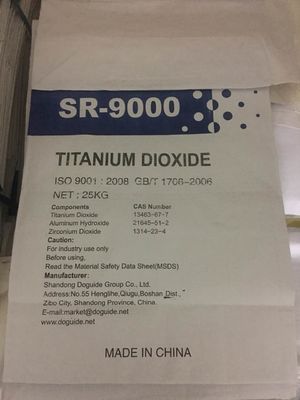 SR-9000
TITANIUM DIOXIDE
ISO 9001 : 2008 GB/T 1706-2006
NET : 25KG
Components CAS Number
Titanium Dioxide 13463-67-7
Aluminum Hydroxide 21645-51-2
Zirconium Dioxide 1314-23-4
Caution:
For industry use only
Before using,
Read the Material Safety Data Sheet(MSDS)
Manufacturer:
Shandong Doguide Group Co., Ltd.
Address:No.55 Henglihe,Qiugu,Boshan Dist.,
Zibo City, Shandong Province, China.
E-mail:market@doguide.net
www.doguide.net
MADE IN CHINA